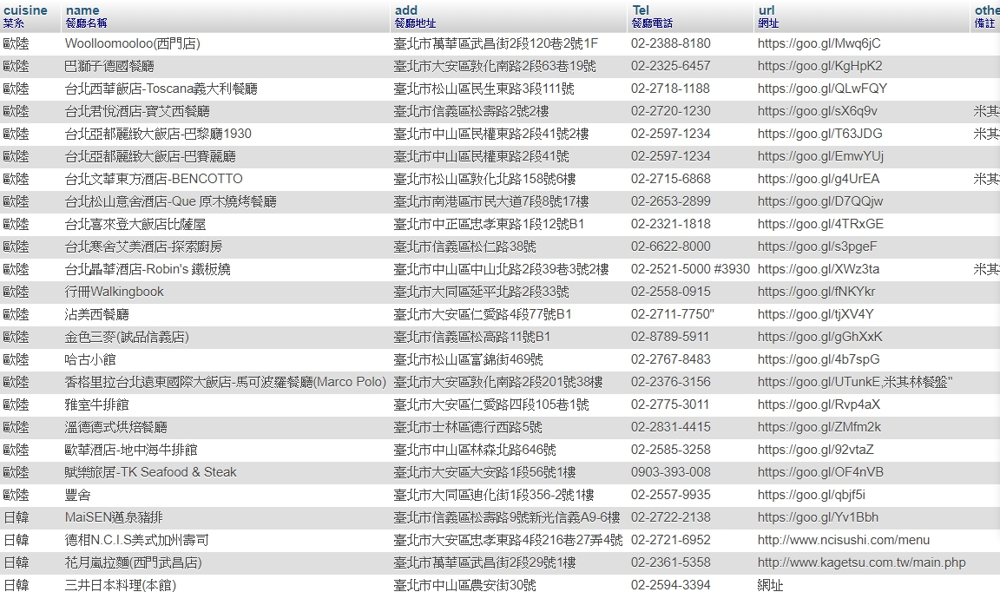 cuisine name add Tel url othe
菜系 餐廳名稱 餐廳地址 餐廳電話 網址 備註
歐陸 Woolloomooloo(西門店) 臺北市萬華區武昌街2段120巷2號1F 02-2388-8180 https://goo.gl/Mwq6jC
歐陸 巴獅子德國餐廳 臺北市大安區敦化南路2段63巷19號 02-2325-6457 https://goo.gl/KgHpK2
歐陸 台北西華飯店-Toscana義大利餐廳 臺北市松山區民生東路3段111號 02-2718-1188 https://goo.gl/QLwFQY
歐陸 台北君悅酒店-寶艾西餐廳 臺北市信義區松壽路2號2樓 02-2720-1230 https://goo.gl/sX6q9v 米其
歐陸 台北亞都麗緻大飯店-巴黎廳1930 臺北市中山區民權東路2段41號2樓 02-2597-1234 https://goo.gl/T63JDG 米其
歐陸 台北亞都麗緻大飯店-巴賽麗廳 臺北市中山區民權東路2段41號 02-2597-1234 https://goo.gl/EmwYUj
歐陸 台北文華東方酒店-BENCOTTO 臺北市松山區敦化北路158號6樓 02-2715-6868 https://goo.gl/g4UrEA 米其
歐陸 台北松山意舍酒店-Que 原木燒烤餐廳 臺北市南港區市民大道7段8號17樓 02-2653-2899 https://goo.gl/D7QQjw
歐陸 台北喜來登大飯店比薩屋 臺北市中正區忠孝東路1段12號B1 02-2321-1818 https://goo.gl/4TRxGE
歐陸 台北寒舍艾美酒店-探索廚房 臺北市信義區松仁路38號 02-6622-8000 https://goo.gl/s3pgeF
歐陸 台北晶華酒店-Robin's 鐵板燒 臺北市中山區中山北路2段39巷3號2樓 02-2521-5000 #3930 https://goo.gl/XWz3ta 米其
歐陸 行冊Walkingbook 臺北市大同區延平北路2段33號 02-2558-0915 https://goo.gl/fNKYkr
歐陸 沾美西餐廳 臺北市大安區仁愛路4段77號B1 02-2711-7750" https://goo.gl/tjXV4Y
歐陸 金色三麥(誠品信義店) 臺北市信義區松高路11號B1 02-8789-5911 https://goo.gl/gGhXxK
歐陸 哈古小館 臺北市松山區富錦街469號 02-2767-8483 https://goo.gl/4b7spG
歐陸 香格里拉台北遠東國際大飯店-馬可波羅餐廳(Marco Polo) 臺北市大安區敦化南路2段201號38樓 02-2376-3156 https://goo.gl/UTunkE,米其林餐盤"
歐陸 雅室牛排館 臺北市大安區仁愛路四段105巷1號 02-2775-3011 https://goo.gl/Rvp4aX
歐陸 溫德德式烘焙餐廳 臺北市士林區德行西路5號 02-2831-4415 https://goo.gl/ZMfm2k
歐陸 歐華酒店-地中海牛排館 臺北市中山區林森北路646號 02-2585-3258 https://goo.gl/92vtaZ
歐陸 賦樂旅居-TK Seafood & Steak 臺北市大安區大安路1段56號1樓 0903-393-008 https://goo.gl/OF4nVB
歐陸 豐舍 臺北市大同區迪化街1段356-2號1樓 02-2557-9935 https://goo.gl/qbjf5i
日韓 MaiSEN邁泉豬排 臺北市信義區松壽路9號新光信義A9-6樓 02-2722-2138 https://goo.gl/Yv1Bbh
日韓 德相N.C.I.S美式加州壽司 臺北市大安區忠孝東路4段216巷27弄4號 02-2721-6952 http://www.ncisushi.com/menu
日韓 花月嵐拉麵(西門武昌店) 臺北市萬華區武昌街2段29號1樓 02-2361-5358 http://www.kagetsu.com.tw/main.php
日韓 三井日本料理(本館) 臺北市中山區農安街30號 02-2594-3394 網址